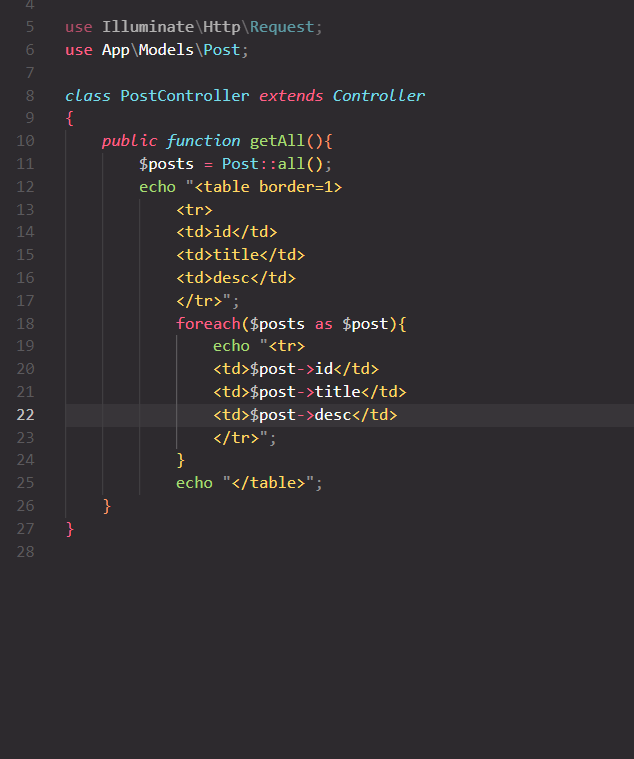 4
5 use Illuminate\Http\Request;
6 use App\Models\Post;
7
8 class PostController extends Controller
9 {
10     public function getAll(){
11         $posts = Post::all();
12         echo "<table border=1>
13             <tr>
14             <td>id</td>
15             <td>title</td>
16             <td>desc</td>
17             </tr>";
18             foreach($posts as $post){
19                 echo "<tr>
20                 <td>$post->id</td>
21                 <td>$post->title</td>
22                 <td>$post->desc</td>
23                 </tr>";
24             }
25             echo "</table>";
26     }
27 }
28